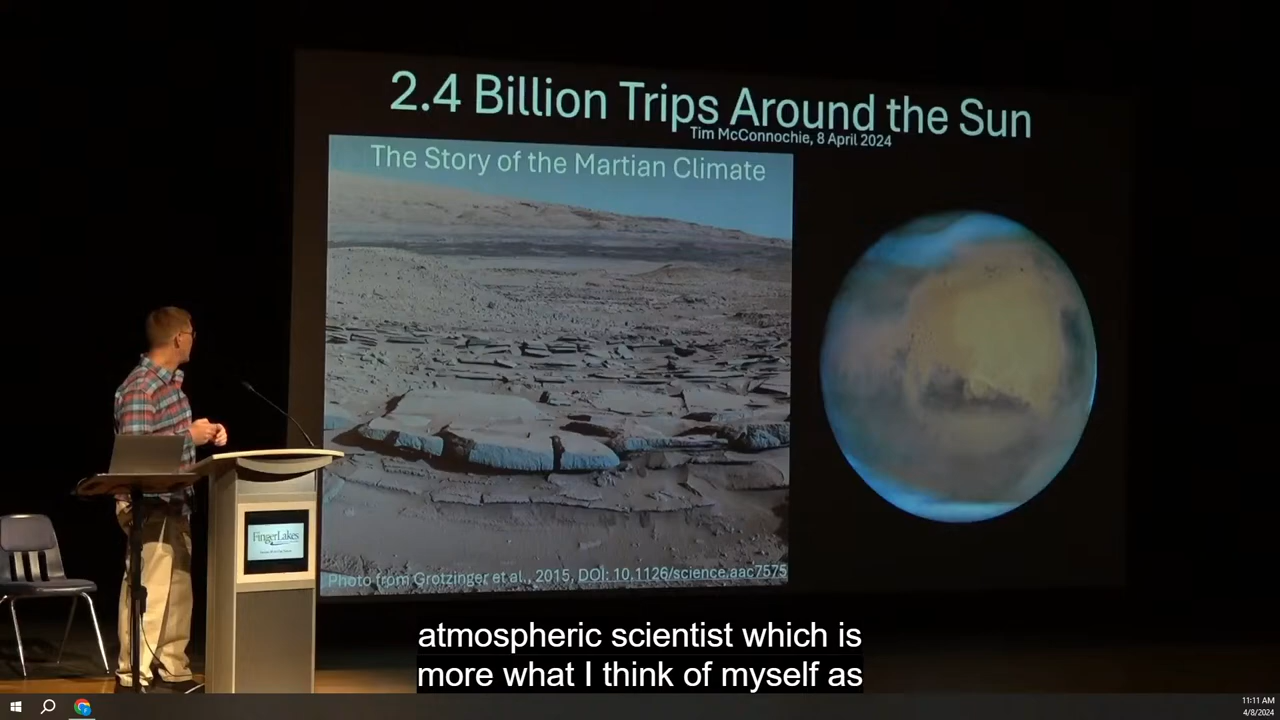 2.4 Billion Trips Around the Sun
Tim McConnochie, 8 April 2024
The Story of the Martian Climate
Photo from Grotzinger et al., 2015, DOI: 10.1126/science.aac7575
FingerLakes
atmospheric scientist which is
more what I think of myself as
11:11 AM
4/8/2024